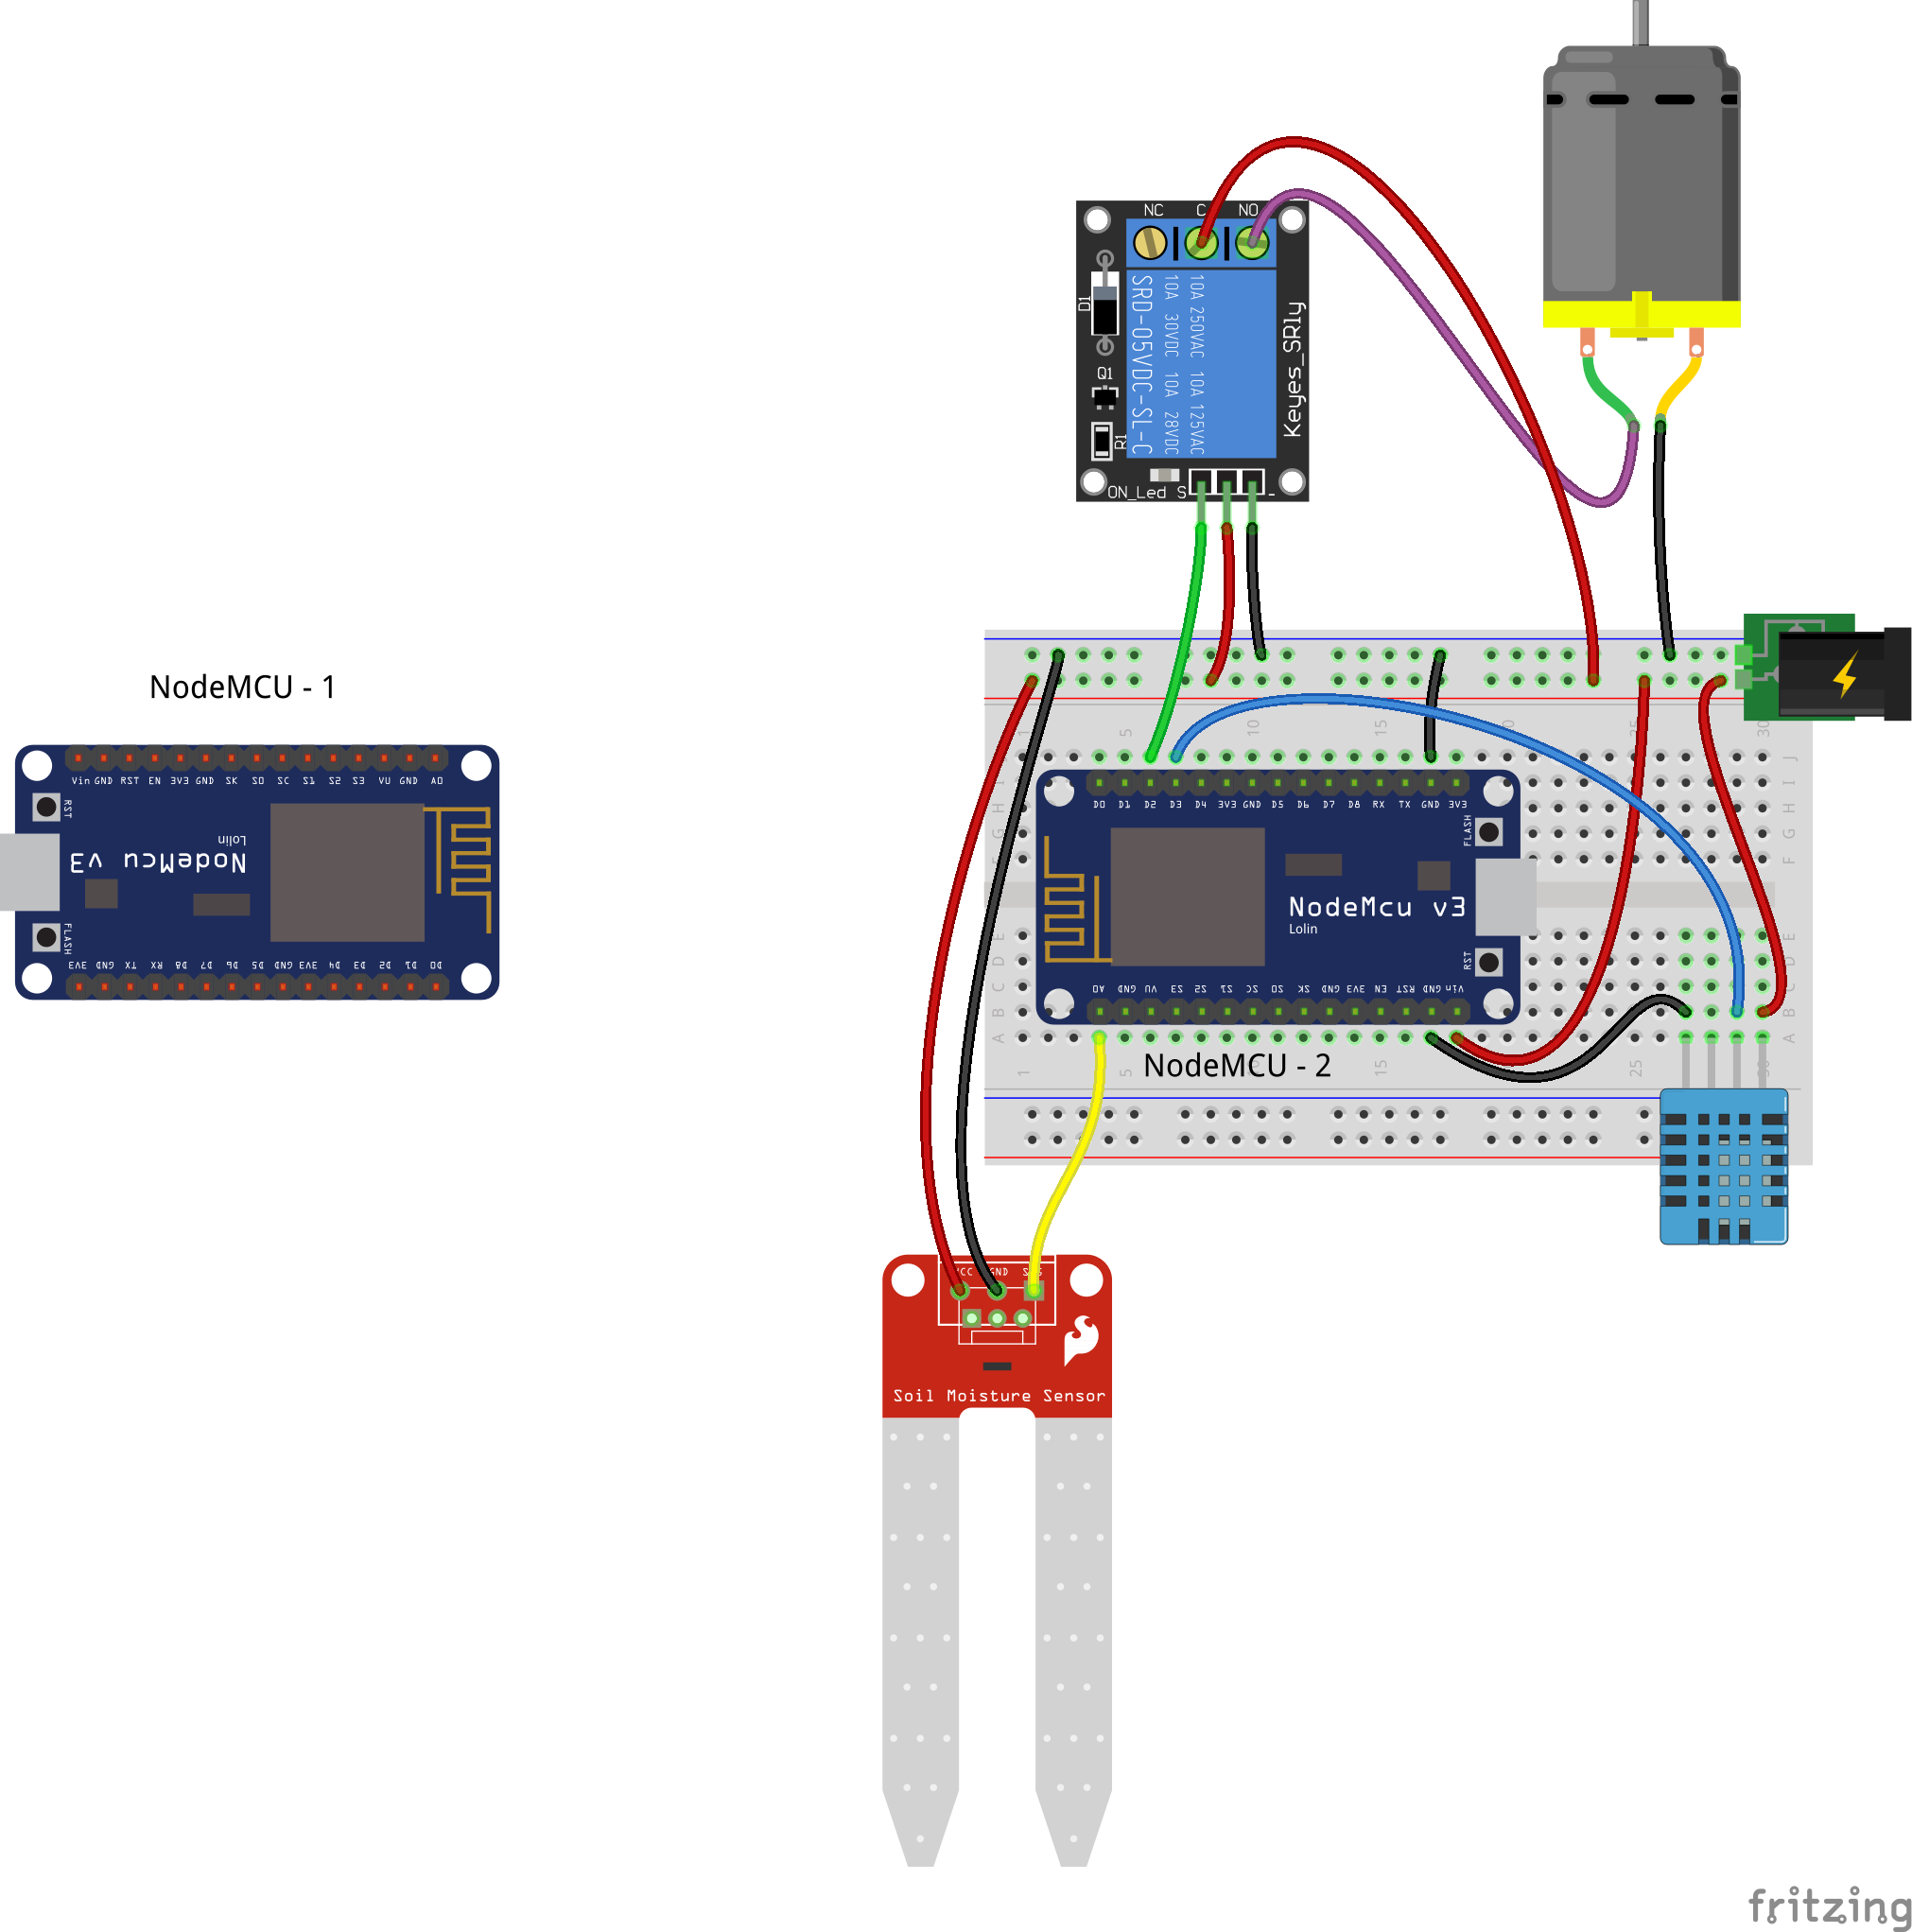 NC C NO
D1
SRD-05VDC-SL-C
10A 30VDC 10A 28VDC
10A 250VAC 10A 125VAC
Keyes_SRly
Q1
R1
ON_Led S -
NodeMCU - 1
Vin GND RST EN 3V3 GND SK SO SC S1 S2 S3 VU GND A0
RST
Lolin
NodeMcu v3
FLASH
3V3 GND TX RX D8 D7 D6 D5 GND 3V3 D4 D3 D2 D1 D0
1 5 10 15 25 30
J
I
H
G
F
D0 D1 D2 D3 D4 3V3 GND D5 D6 D7 D8 RX TX GND 3V3
FLASH
NodeMcu v3
Lolin
RST
A0 GND VU S3 S2 S1 SC SO SK GND 3V3 EN RST GND Vin
E
D
C
B
A
NodeMCU - 2
1 5 15 25 30
GND
Soil Moisture Sensor
fritzing